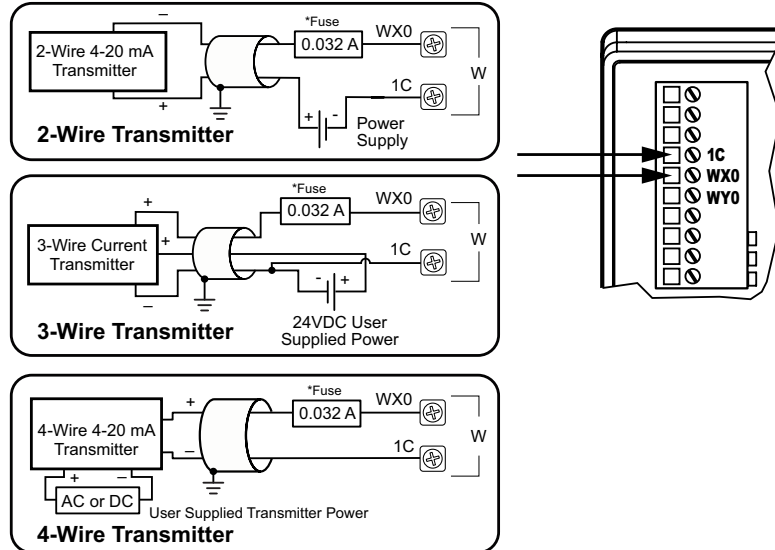 *Fuse
0.032 A
WX0
2-Wire 4-20 mA
Transmitter
–
+
W
1C
+ -
Power
Supply
2-Wire Transmitter
*Fuse
0.032 A
WX0
+
3-Wire Current
Transmitter
+
–
W
1C
- +
24VDC User
Supplied Power
3-Wire Transmitter
*Fuse
0.032 A
WX0
4-Wire 4-20 mA
Transmitter
+
–
W
1C
+ –
AC or DC
User Supplied Transmitter Power
4-Wire Transmitter
1C
WX0
WY0